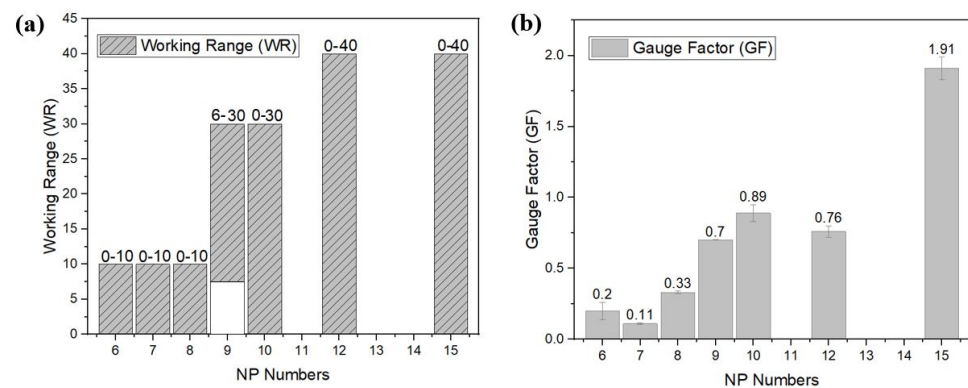 (a)
Working Range (WR)
45
40
35
30
25
20
15
10
5
0
Working Range (WR)
0-10
0-10
0-10
6-30
0-30
0-40
0-40
6 7 8 9 10 11 12 13 14 15
NP Numbers
(b)
Gauge Factor (GF)
2.0
1.5
1.0
0.5
0.0
Gauge Factor (GF)
0.2
0.11
0.33
0.7
0.89
0.76
1.91
6 7 8 9 10 11 12 13 14 15
NP Numbers